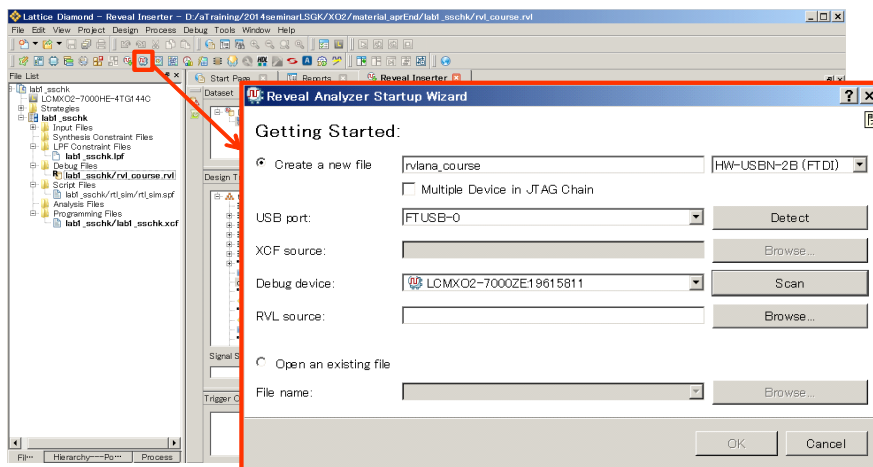 Lattice Diamond - Reveal Inserter - D:/aTraining/2014seminarLSGK/XO2/material_aprEnd/lab1_sschk/rvl_course.rvl
File Edit View Project Design Process Debug Tools Window Help
File List
Start Page Reports Reveal Inserter
lab1_sschk
LCMXO2-7000HE-4TG144C
Strategies
lab1_sschk
Input Files
Synthesis Constraint Files
LPF Constraint Files
lab1_sschk.lpf
Debug Files
lab1_sschk/rvl_course.rvl
Script Files
lab1_sschk/rtl_sim/rtl_sim.spf
Analysis Files
Programming Files
lab1_sschk/lab1_sschk.xcf
Dataset
Design T
Signal S
Trigger O
Reveal Analyzer Startup Wizard
Getting Started:
Create a new file rvlana_course HW-USBN-2B (FTDI)
Multiple Device in JTAG Chain
USB port: FTUSB-0 Detect
XCF source: Browse...
Debug device: LCMXO2-7000ZE:19615811 Scan
RVL source: Browse...
Open an existing file
File name: Browse...
OK Cancel
Fil... Hierarchy---Po... Process